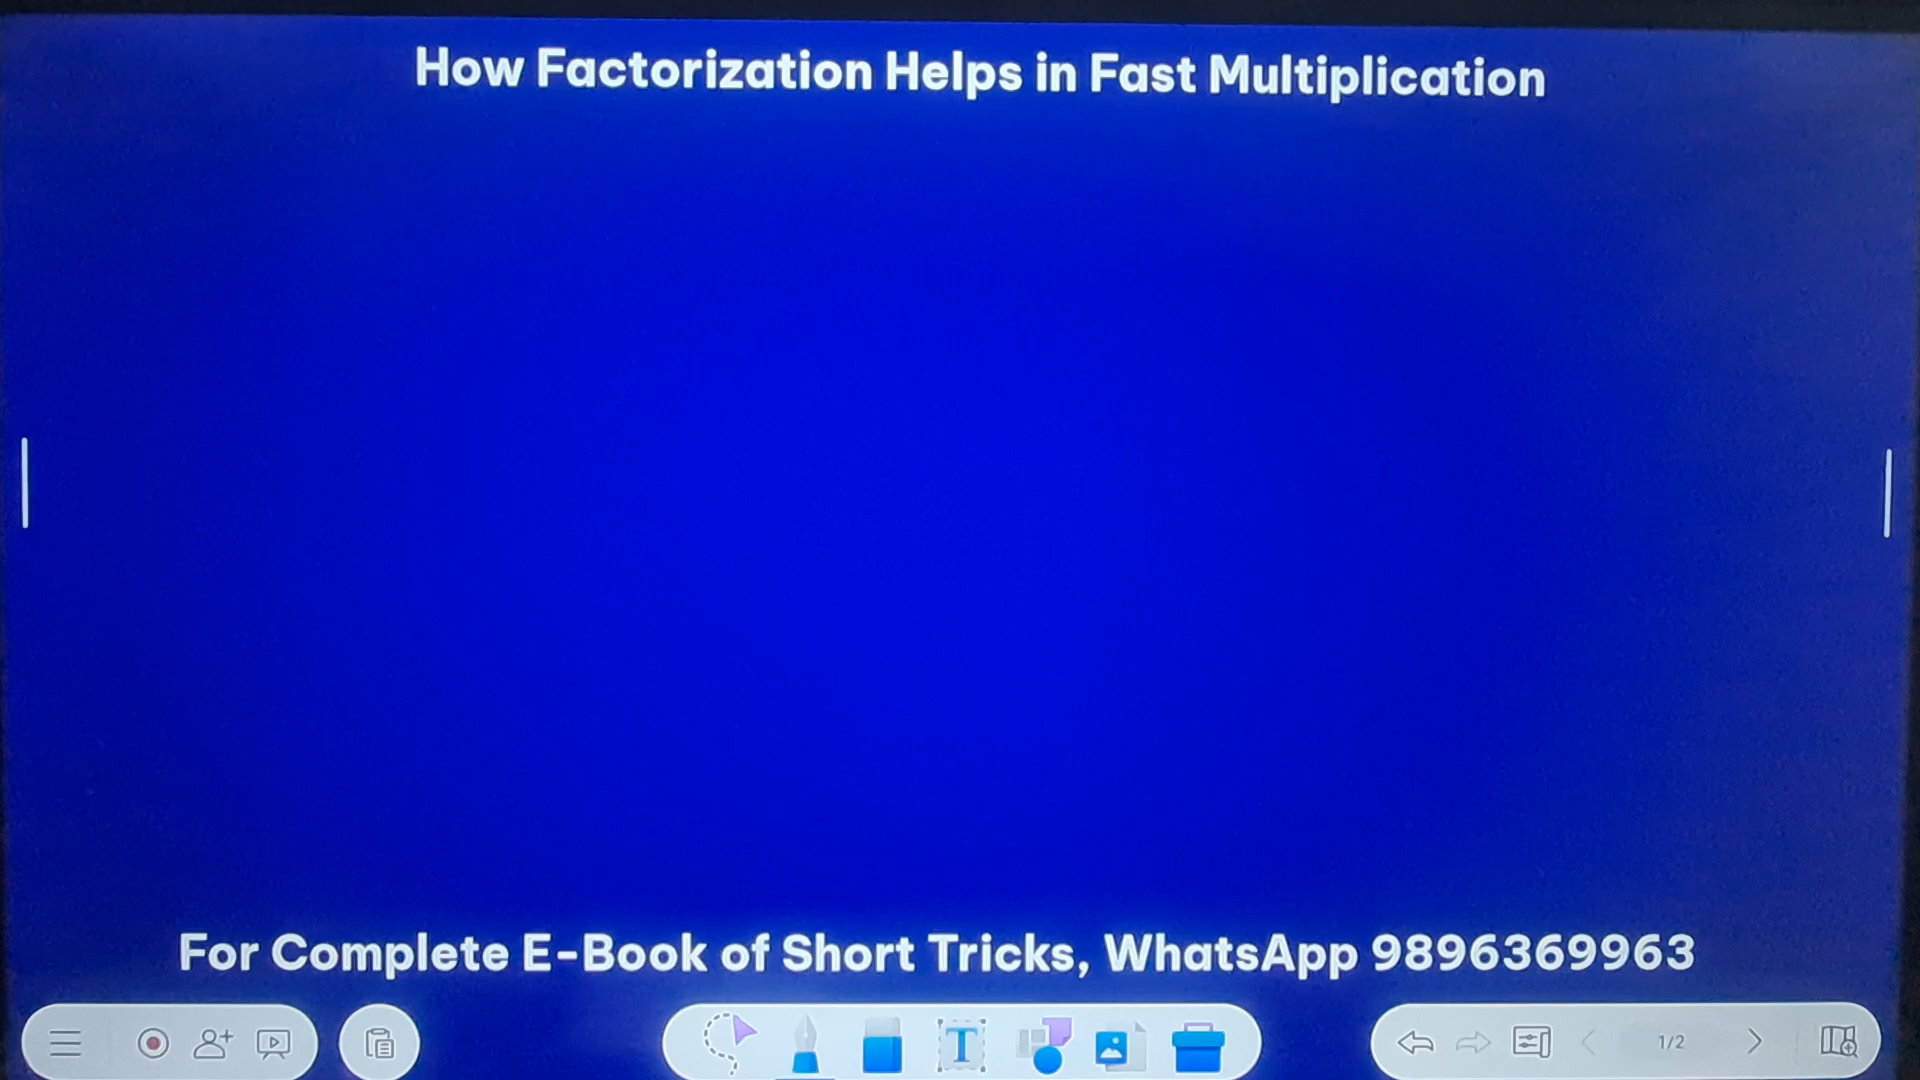 How Factorization Helps in Fast Multiplication
For Complete E-Book of Short Tricks, WhatsApp 9896369963
T
1/2